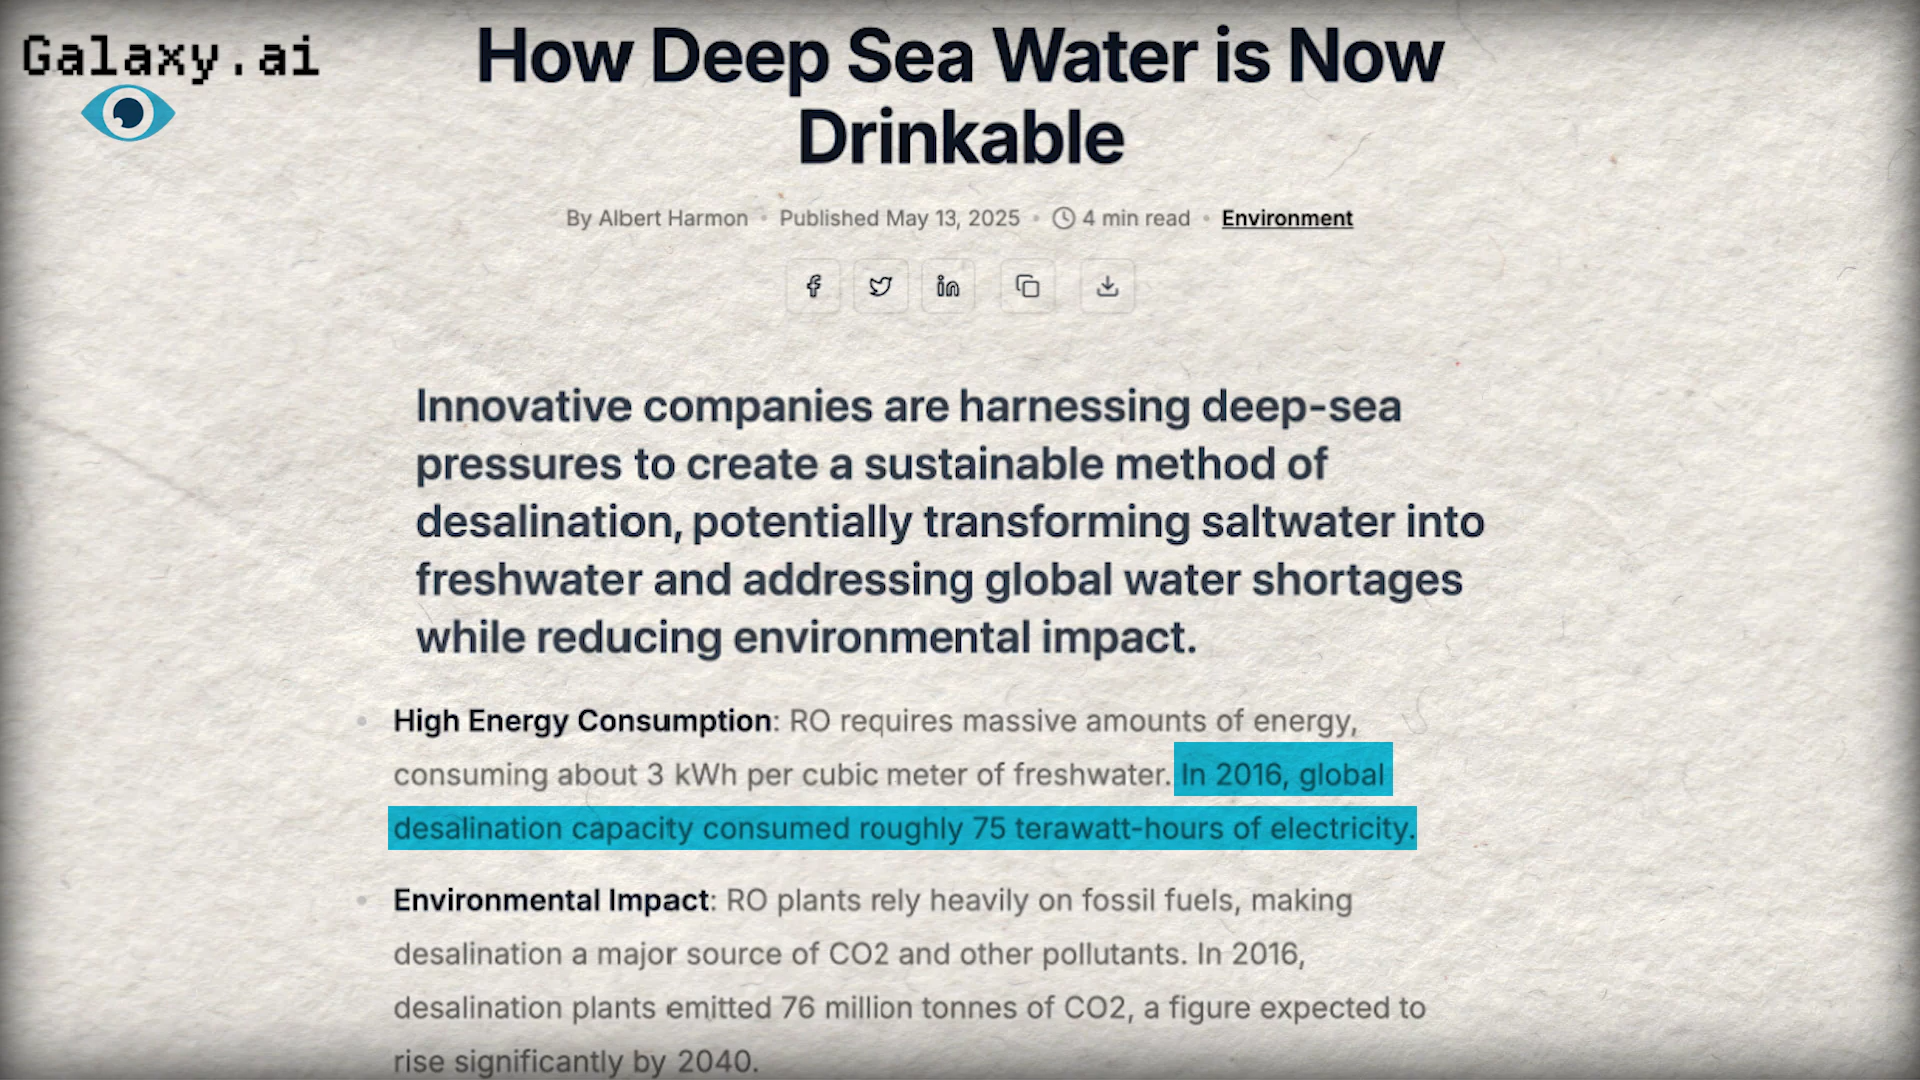 Galaxy.ai
How Deep Sea Water is Now
Drinkable
By Albert Harmon • Published May 13, 2025 • 4 min read • Environment
Innovative companies are harnessing deep-sea
pressures to create a sustainable method of
desalination, potentially transforming saltwater into
freshwater and addressing global water shortages
while reducing environmental impact.
• High Energy Consumption: RO requires massive amounts of energy,
consuming about 3 kWh per cubic meter of freshwater. In 2016, global
desalination capacity consumed roughly 75 terawatt-hours of electricity.
• Environmental Impact: RO plants rely heavily on fossil fuels, making
desalination a major source of CO2 and other pollutants. In 2016,
desalination plants emitted 76 million tonnes of CO2, a figure expected to
rise significantly by 2040.